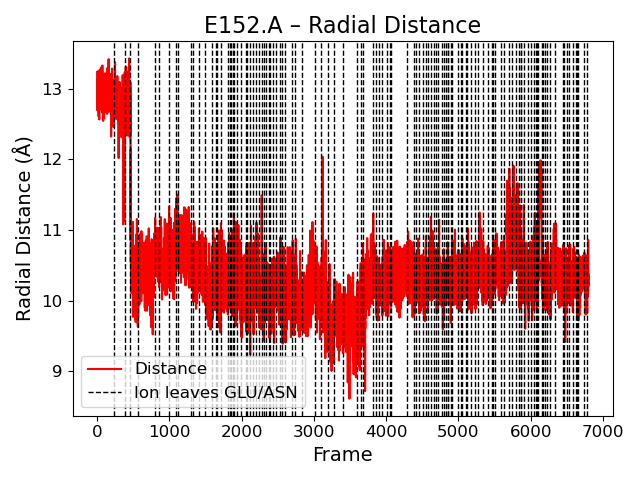 E152.A – Radial Distance
Radial Distance (Å)
13
12
11
10
9
Distance
Ion leaves GLU/ASN
0 1000 2000 3000 4000 5000 6000 7000
Frame